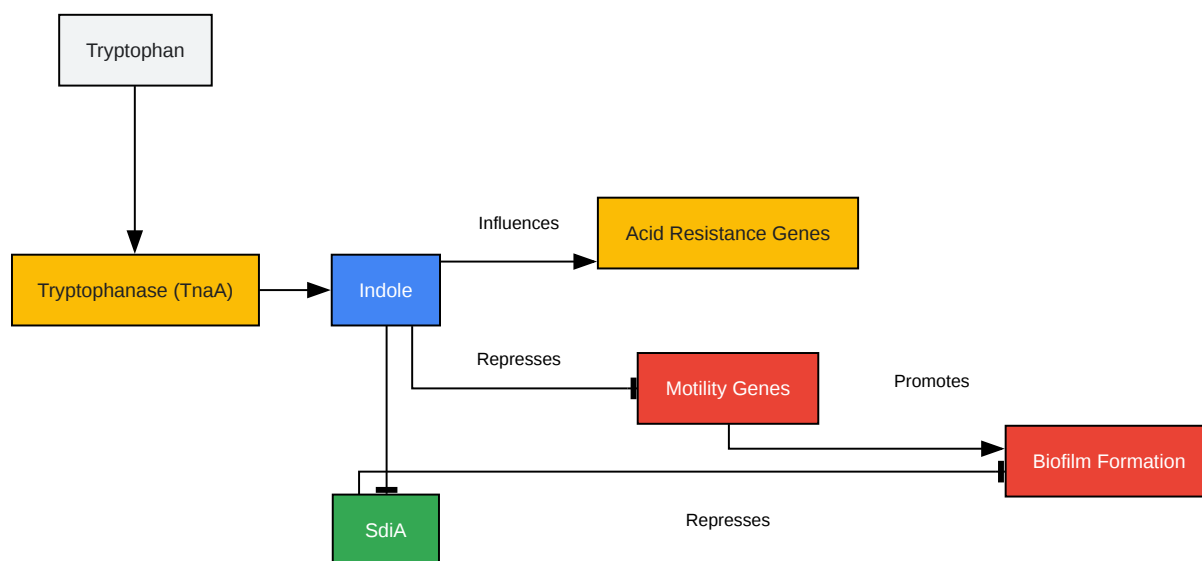 Tryptophan
Influences
Acid Resistance Genes
Tryptophanase (TnaA)
Indole
Represses
Motility Genes
Promotes
Biofilm Formation
Represses
SdiA